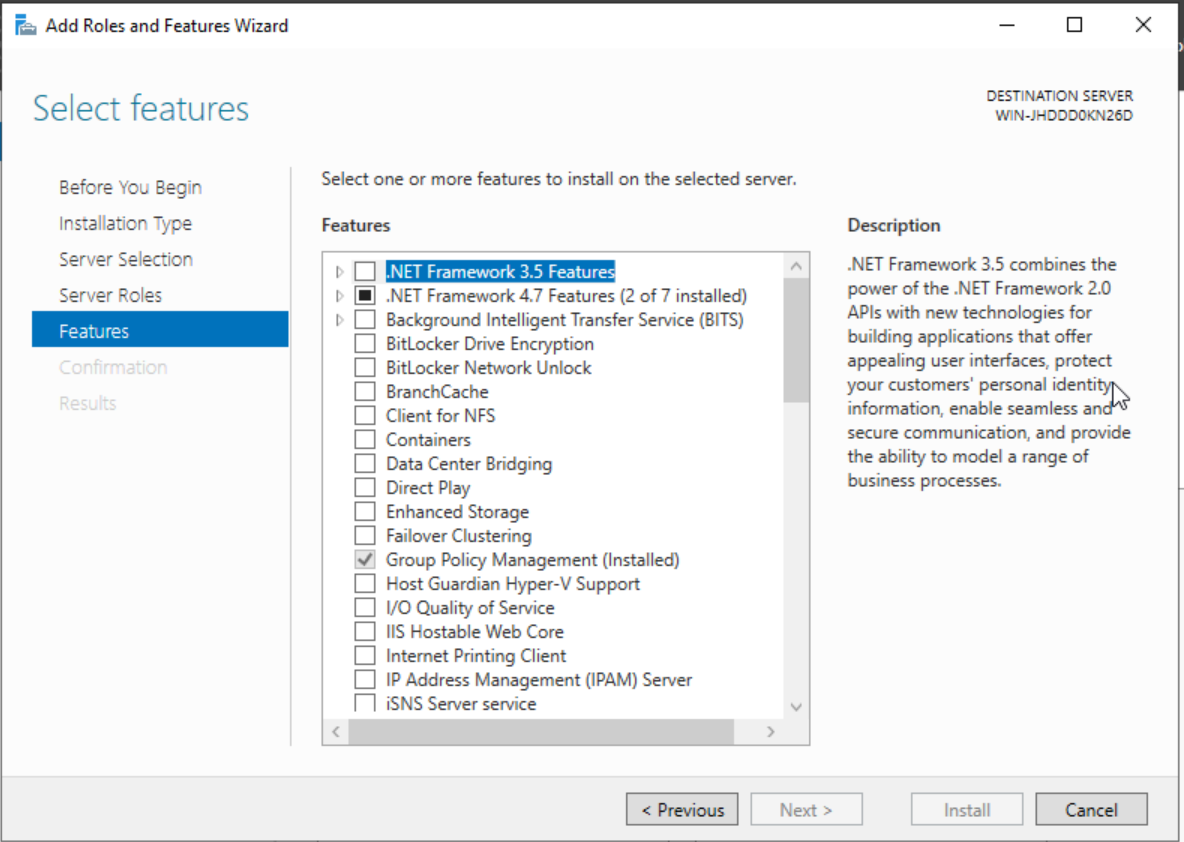 Add Roles and Features Wizard
Select features
DESTINATION SERVER
WIN-JHDDD0KN26D
Before You Begin
Installation Type
Server Selection
Server Roles
Features
Confirmation
Results
Select one or more features to install on the selected server.
Features
.NET Framework 3.5 Features
.NET Framework 4.7 Features (2 of 7 installed)
Background Intelligent Transfer Service (BITS)
BitLocker Drive Encryption
BitLocker Network Unlock
BranchCache
Client for NFS
Containers
Data Center Bridging
Direct Play
Enhanced Storage
Failover Clustering
Group Policy Management (Installed)
Host Guardian Hyper-V Support
I/O Quality of Service
IIS Hostable Web Core
Internet Printing Client
IP Address Management (IPAM) Server
iSNS Server service
Description
.NET Framework 3.5 combines the
power of the .NET Framework 2.0
APIs with new technologies for
building applications that offer
appealing user interfaces, protect
your customers' personal identity
information, enable seamless and
secure communication, and provide
the ability to model a range of
business processes.
< Previous
Next >
Install
Cancel